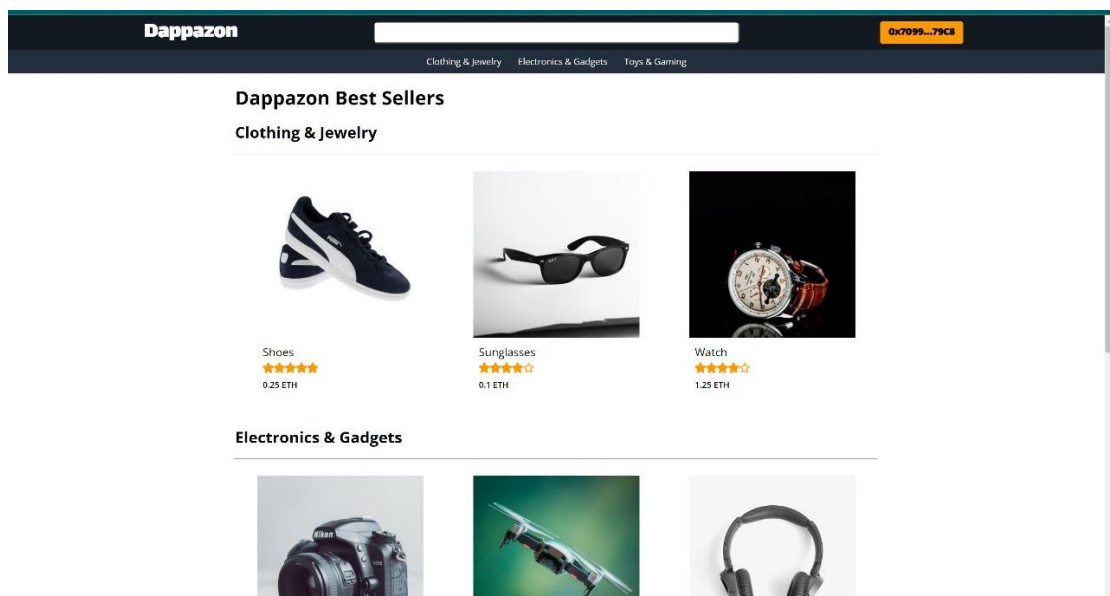 Dappazon
0x7099...79C8
Clothing & Jewelry Electronics & Gadgets Toys & Gaming
Dappazon Best Sellers
Clothing & Jewelry
Shoes Sunglasses Watch
0.25 ETH 0.1 ETH 1.25 ETH
Electronics & Gadgets
Nikon